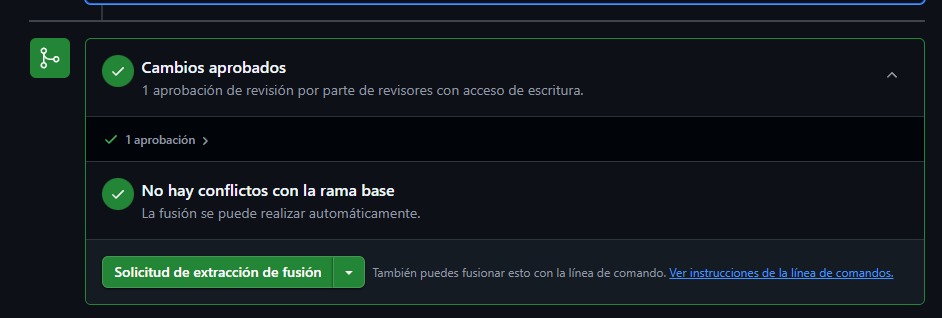 Cambios aprobados
1 aprobación de revisión por parte de revisores con acceso de escritura.
1 aprobación
No hay conflictos con la rama base
La fusión se puede realizar automáticamente.
Solicitud de extracción de fusión
También puedes fusionar esto con la línea de comando. Ver instrucciones de la línea de comandos.